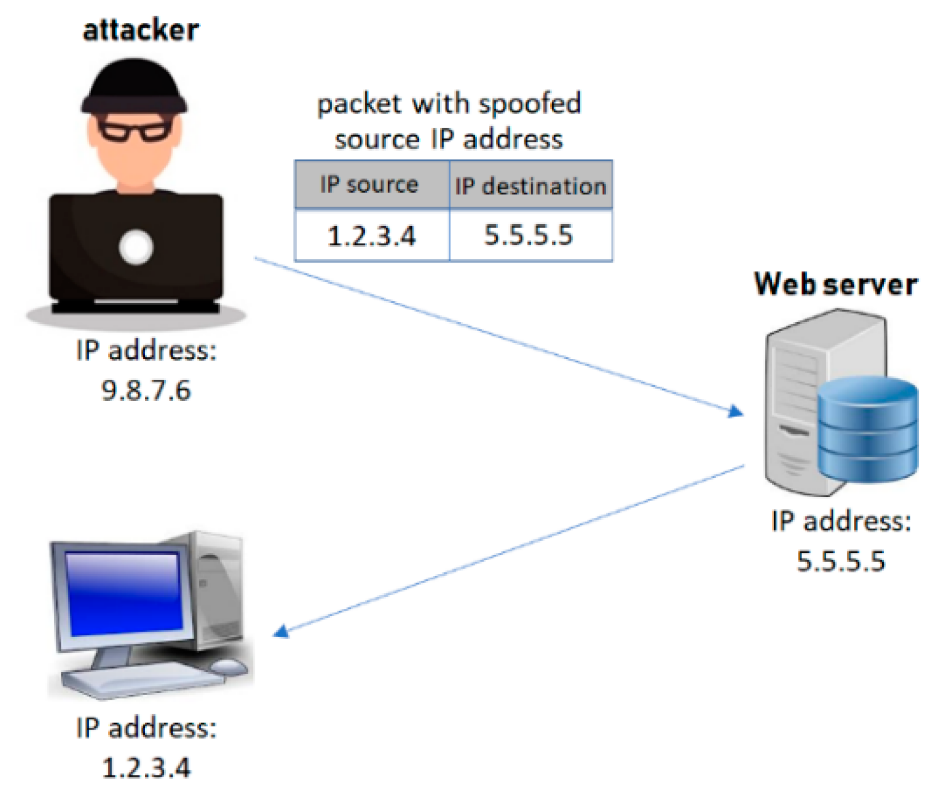 attacker
packet with spoofed
source IP address
IP source IP destination
1.2.3.4 5.5.5.5
Web server
IP address:
9.8.7.6
IP address:
5.5.5.5
IP address:
1.2.3.4